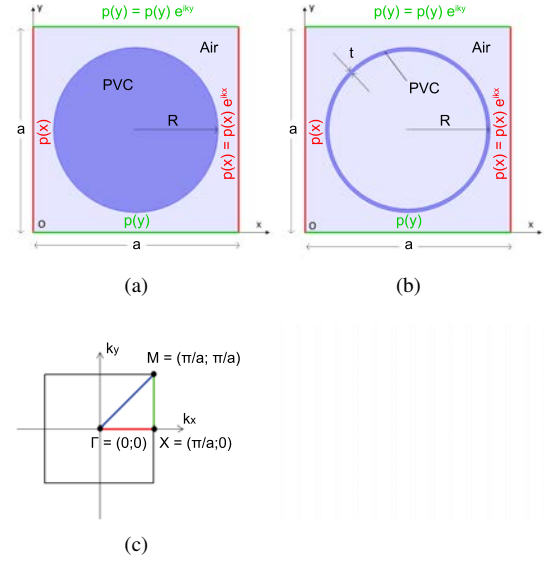 p(y) = p(y) e^iky
y
Air
PVC
R
a
p(x)
p(x) = p(x) e^ikx
p(y)
O
x
a
(a)
p(y) = p(y) e^iky
y
Air
t
PVC
R
a
p(x)
p(x) = p(x) e^ikx
p(y)
O
x
a
(b)
ky
M = (π/a; π/a)
kx
Γ = (0;0)
X = (π/a;0)
(c)